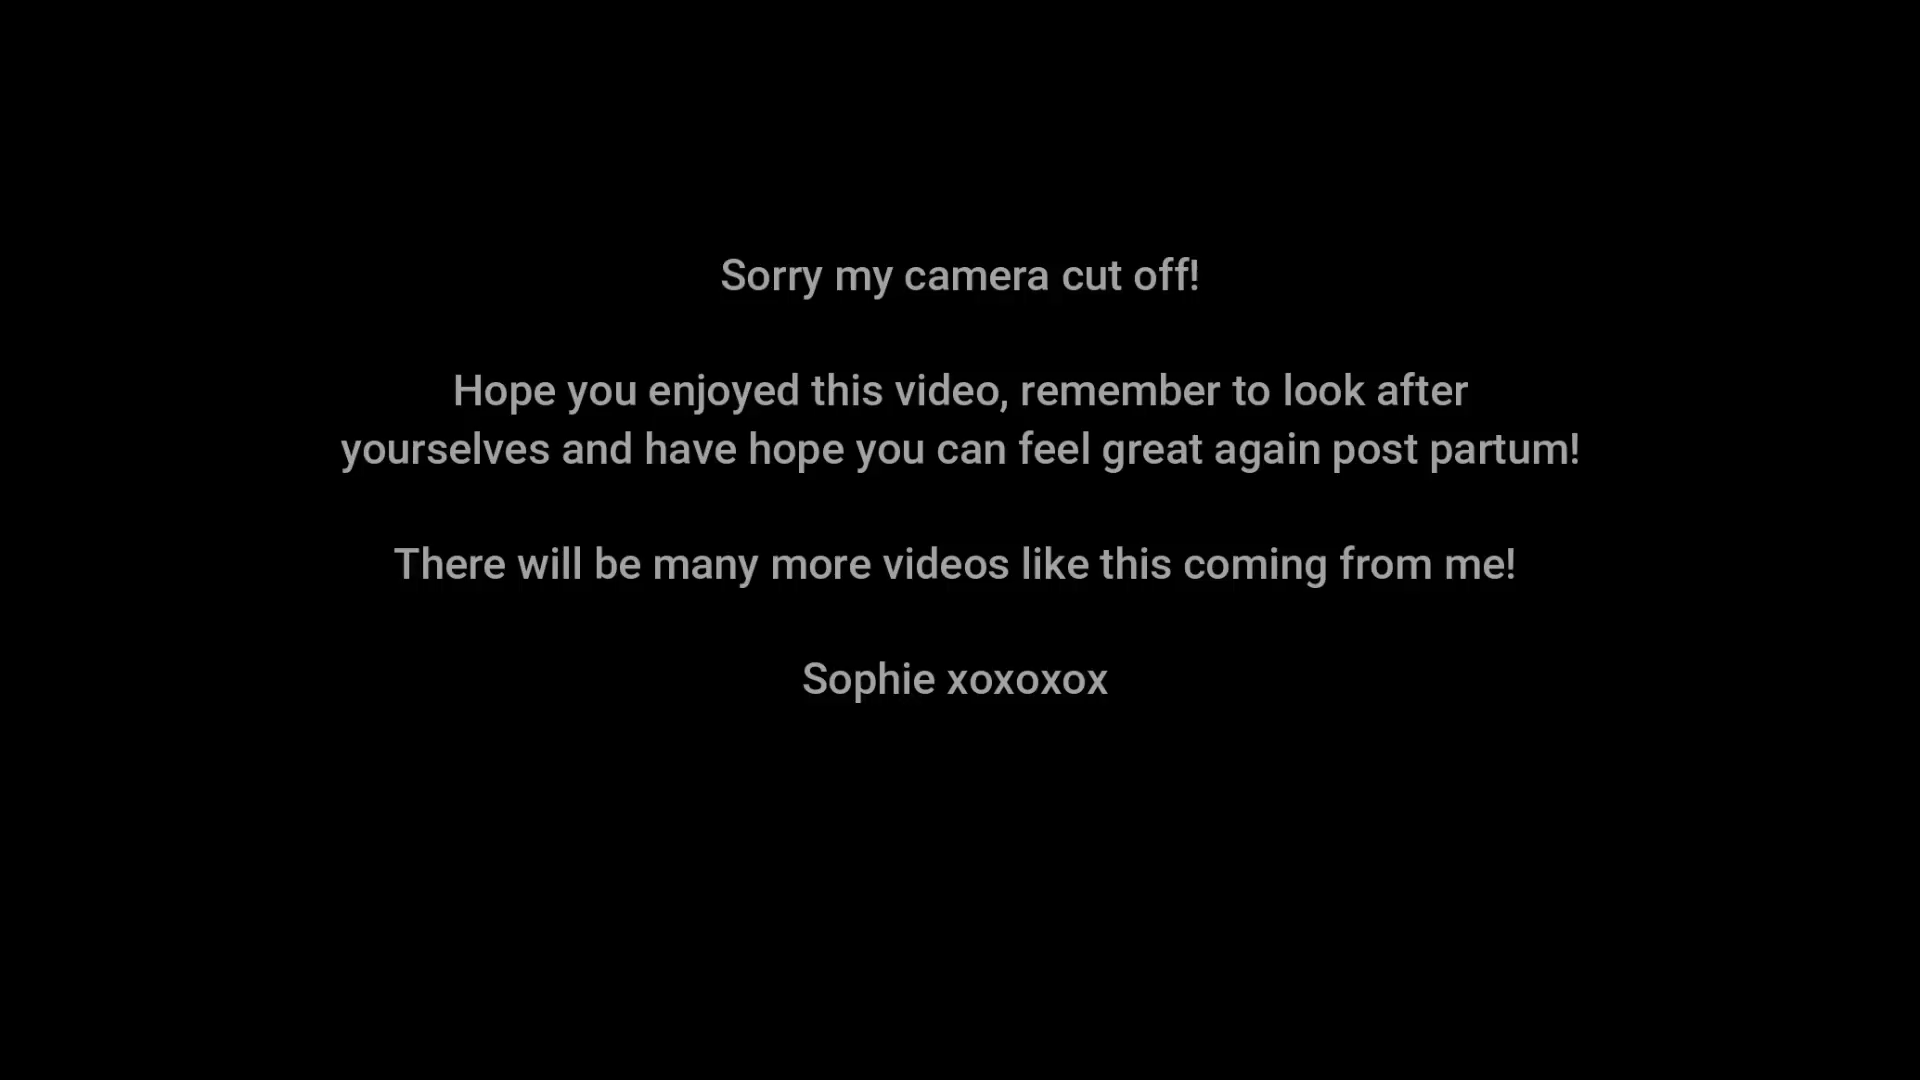 Sorry my camera cut off!
Hope you enjoyed this video, remember to look after
yourselves and have hope you can feel great again post partum!
There will be many more videos like this coming from me!
Sophie xoxoxox